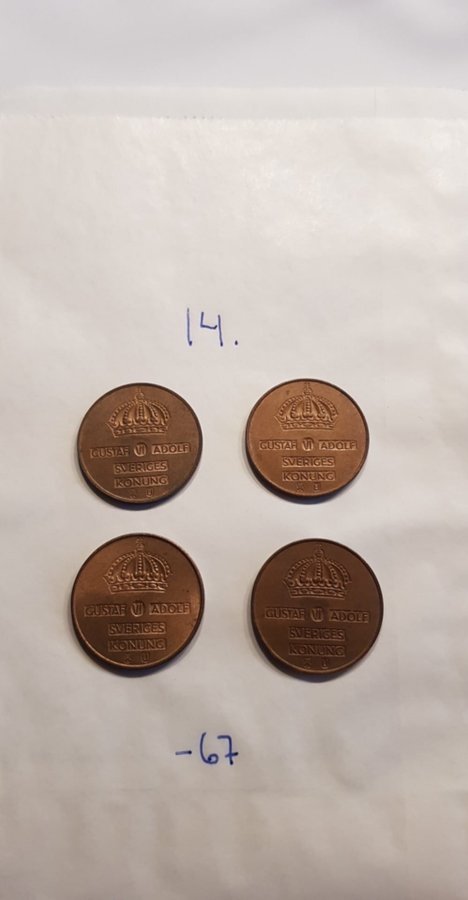 14.
GUSTAF VI ADOLF
SVERIGES
KONUNG
U
GUSTAF VI ADOLF
SVERIGES
KONUNG
GUSTAF VI ADOLF
SVERIGES
KONUNG
U
GUSTAF VI ADOLF
SVERIGES
KONUNG
U
-67